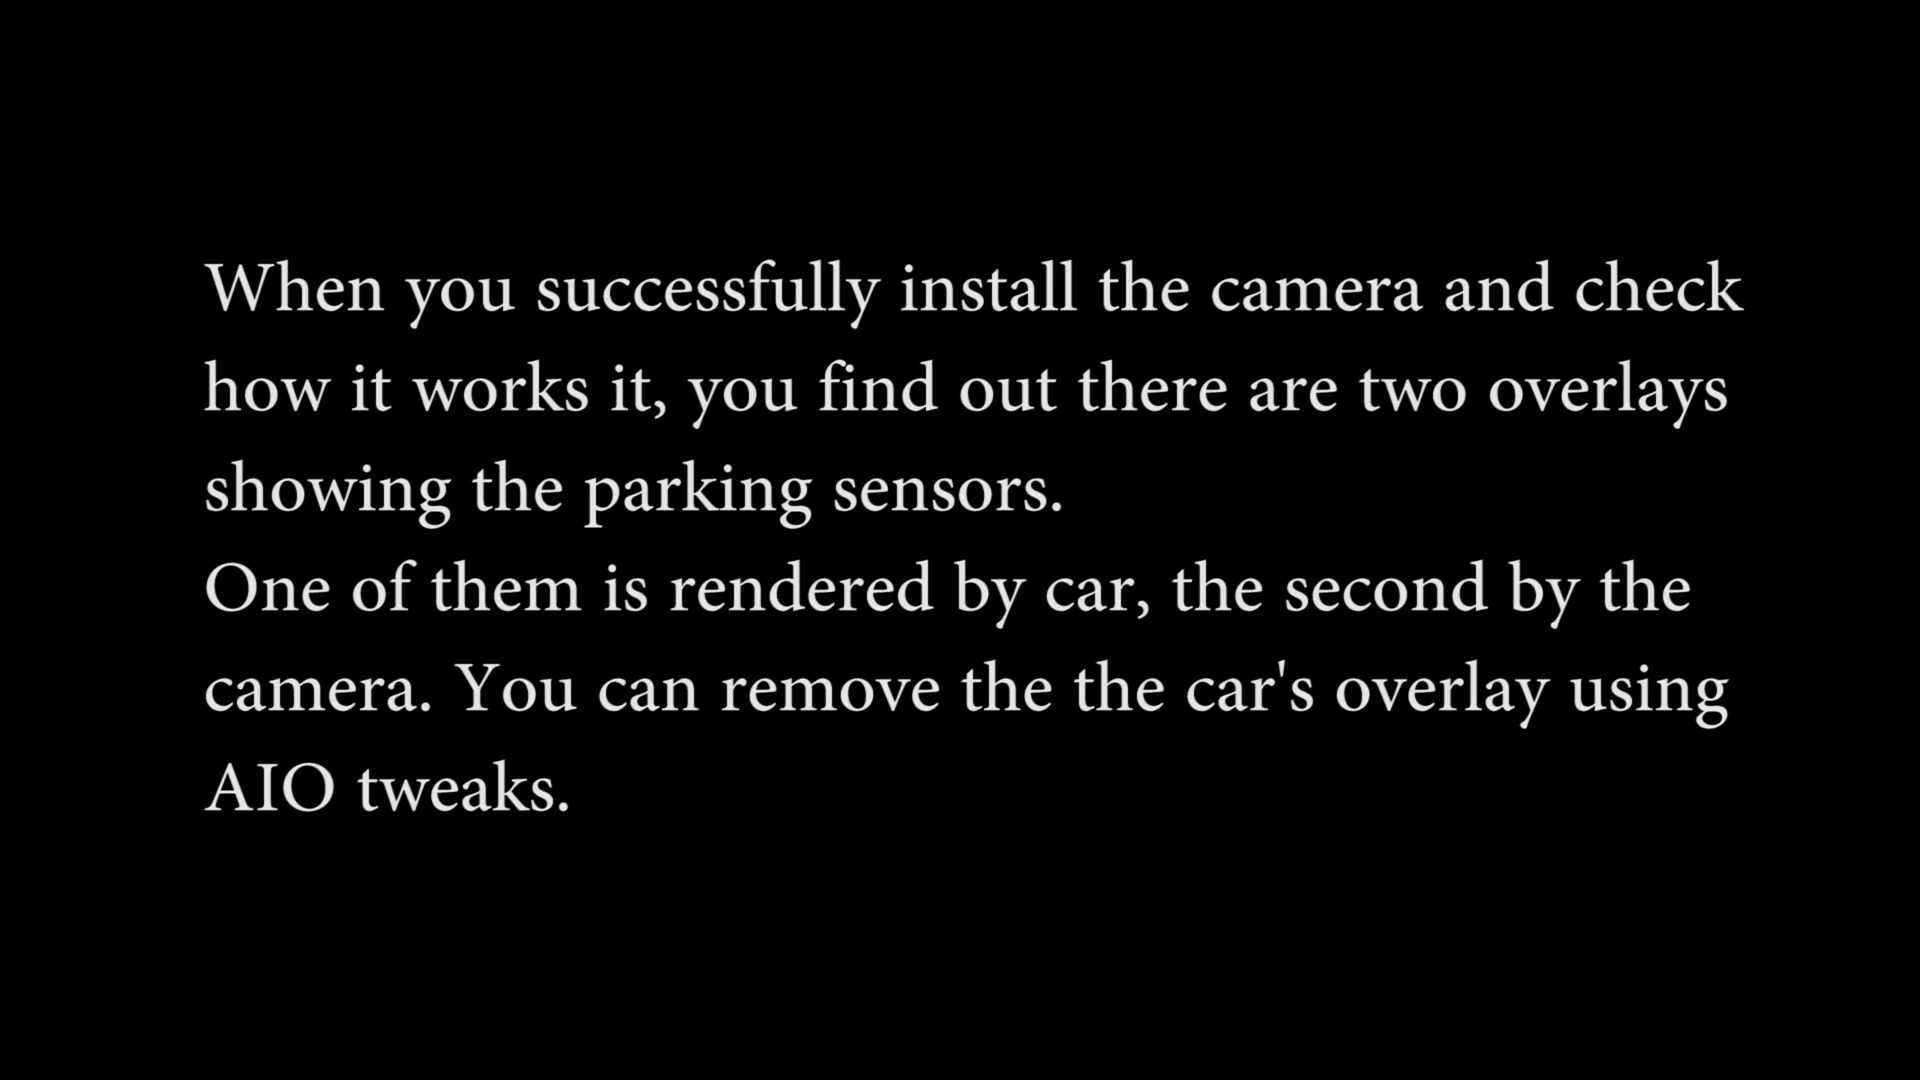 When you successfully install the camera and check
how it works it, you find out there are two overlays
showing the parking sensors.
One of them is rendered by car, the second by the
camera. You can remove the the car's overlay using
AIO tweaks.